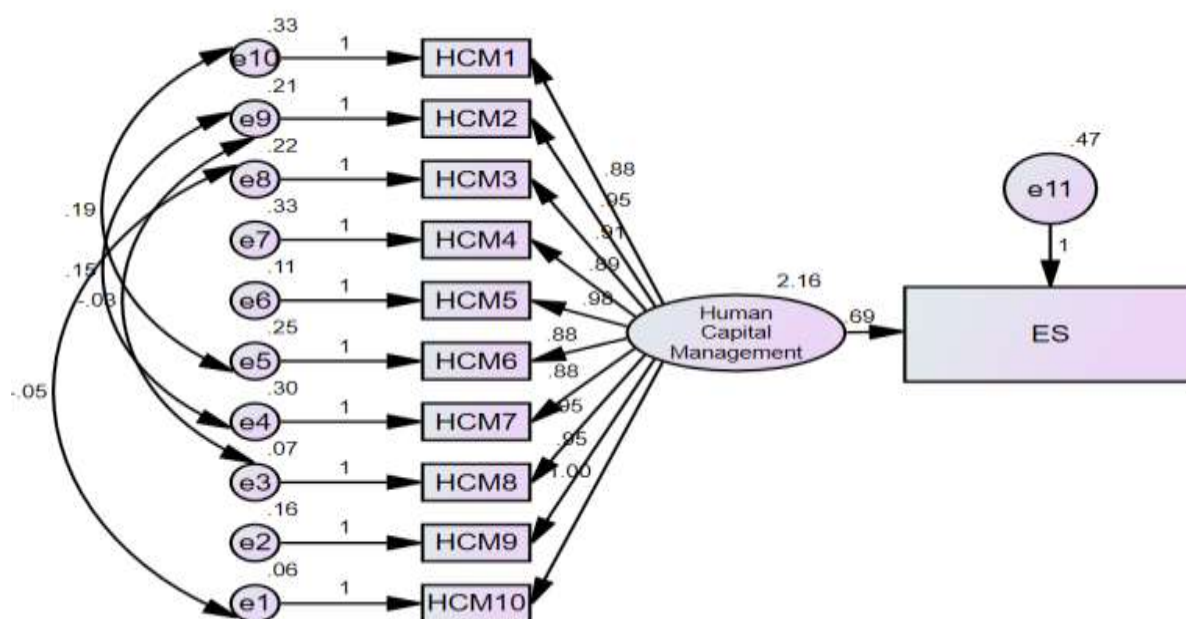 .33
e10
1
HCM1
.21
e9
1
HCM2
.22
e8
1
HCM3
.33
e7
1
HCM4
.11
e6
1
HCM5
.25
e5
1
HCM6
.30
e4
1
HCM7
.07
e3
1
HCM8
.16
e2
1
HCM9
.06
e1
1
HCM10
.19
.15
-.03
-.05
.88
.95
.91
.89
.98
.88
.88
.95
.95
1.00
2.16
Human
Capital
Management
.69
.47
e11
1
ES